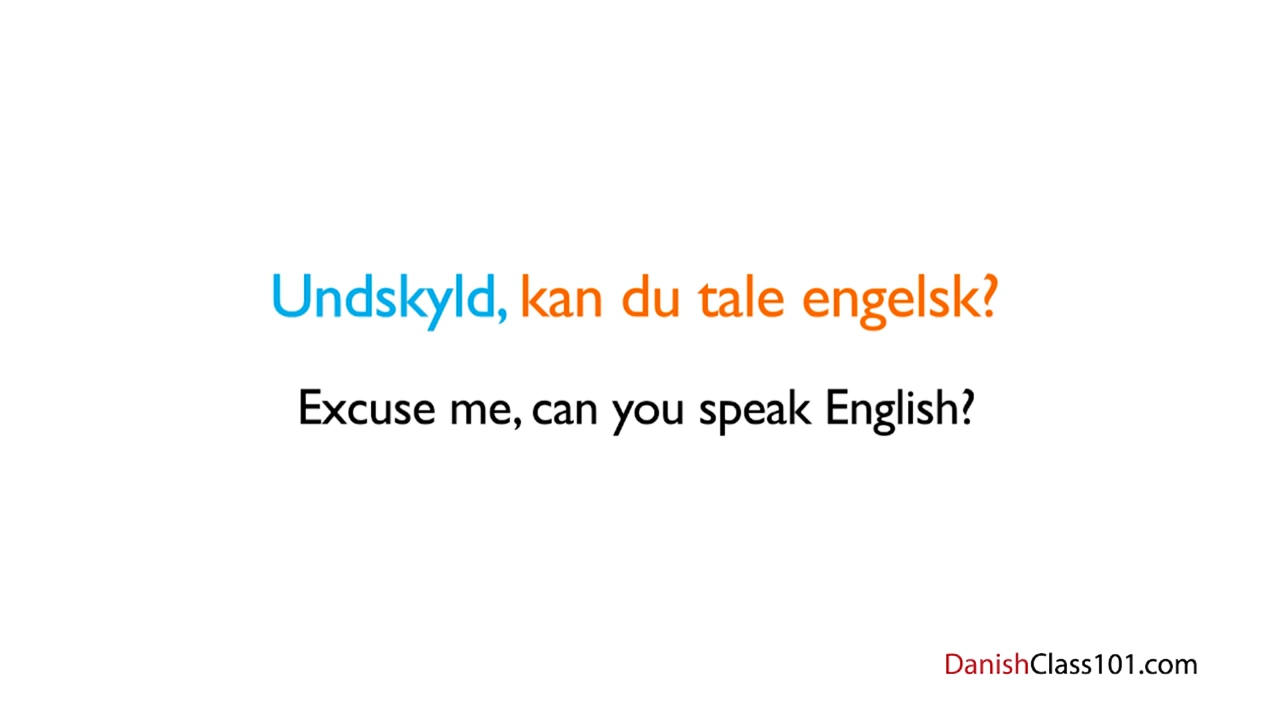 Undskyld, kan du tale engelsk?
Excuse me, can you speak English?
DanishClass101.com